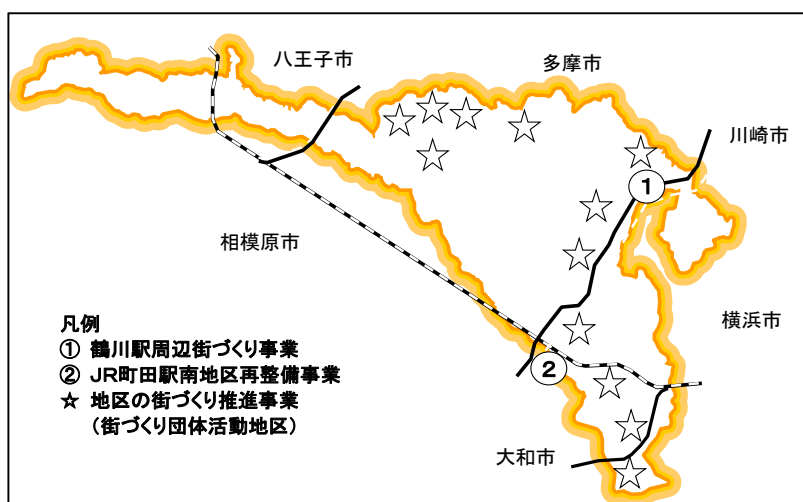 八王子市
多摩市
川崎市
①
相模原市
横浜市
凡例
① 鶴川駅周辺街づくり事業
② JR町田駅南地区再整備事業
☆ 地区の街づくり推進事業
(街づくり団体活動地区)
②
大和市